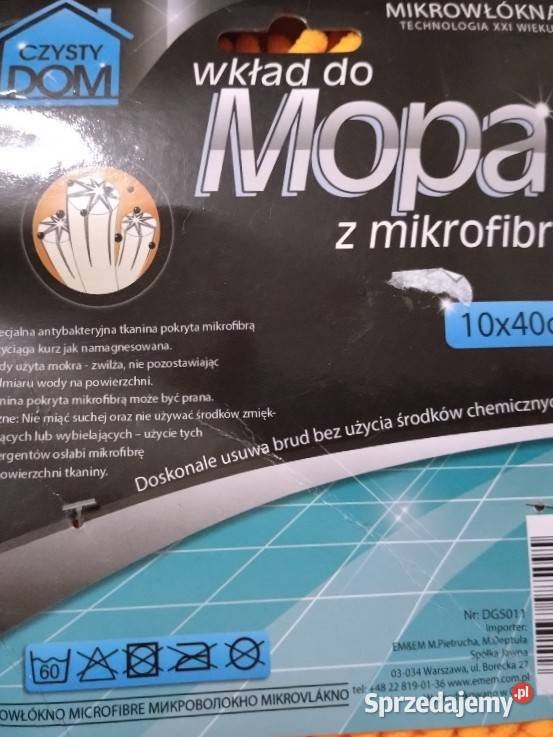 MIKROWŁÓKNA
TECHNOLOGIA XXI WIEKU
CZYSTY
DOM
wkład do
Mopa
z mikrofibr
10x40c
ecjalna antybakteryjna tkanina pokryta mikrofibrą
yciąga kurz jak namagnesowana.
dy użyta mokra - zwilża, nie pozostawiając
dmiaru wody na powierzchni.
anina pokryta mikrofibrą może być prana.
żne: Nie miąć suchej oraz nie używać środków zmięk-
ących lub wybielających – użycie tych
ergentów osłabi mikrofibrę
owierzchni tkaniny.
Doskonale usuwa brud bez użycia środków chemicznyc
Nr: DGS011
Importer:
EM&EM M.Pietrucha, M.Deptuła
Spółka Jawna
03-034 Warszawa, ul. Borecka 27
tel: +48 22 819-01-36 www.emem.com.pl
60
OWŁÓKNO MICROFIBRE МИКРОВОЛОКНО MIKROVLÁKNO
Sprzedajemy.pl